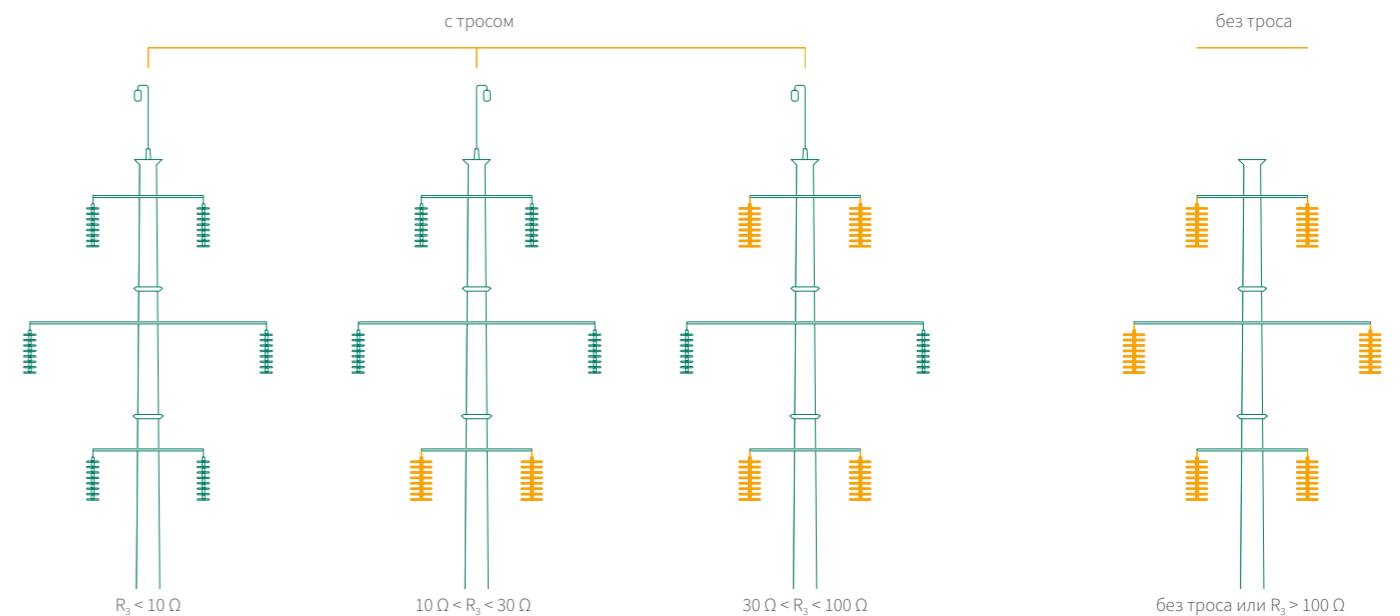 с тросом
без троса
R₃ < 10 Ω
10 Ω < R₃ < 30 Ω
30 Ω < R₃ < 100 Ω
без троса или R₃ > 100 Ω